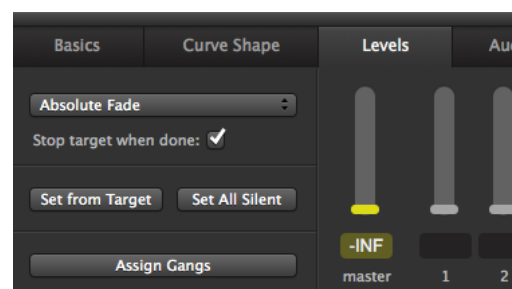 Basics Curve Shape Levels Au
Absolute Fade
Stop target when done:
Set from Target Set All Silent
-INF
Assign Gangs
master 1 2